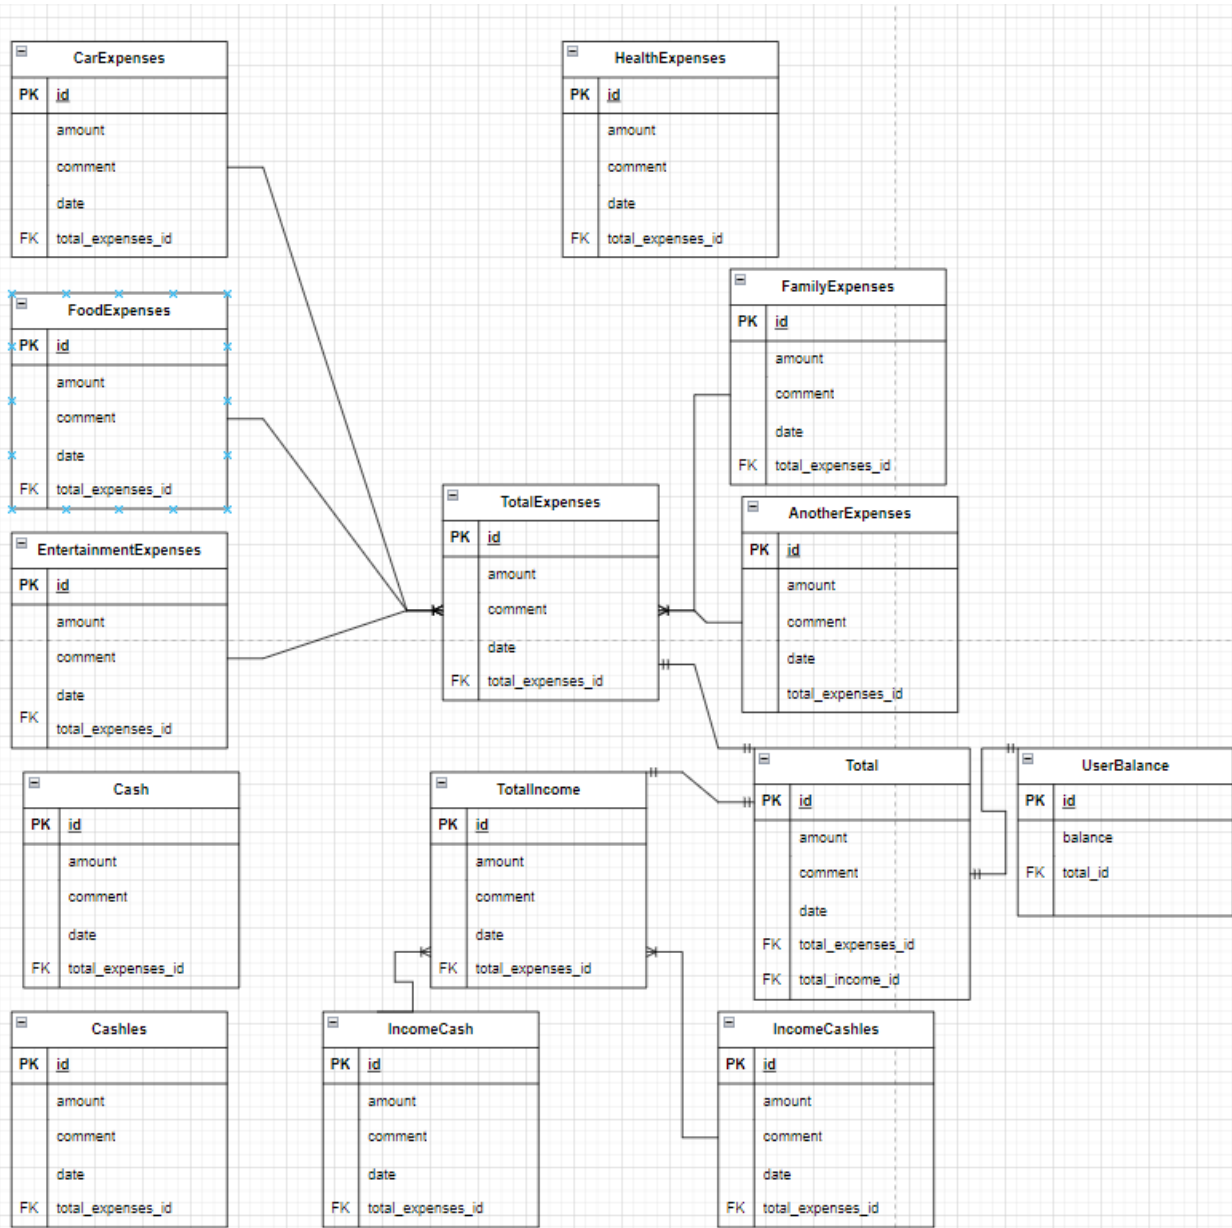 CarExpenses
PK id
amount
comment
date
FK total_expenses_id
HealthExpenses
PK id
amount
comment
date
FK total_expenses_id
FoodExpenses
PK id
amount
comment
date
FK total_expenses_id
FamilyExpenses
PK id
amount
comment
date
FK total_expenses_id
EntertainmentExpenses
PK id
amount
comment
date
FK
total_expenses_id
TotalExpenses
PK id
amount
comment
date
FK total_expenses_id
AnotherExpenses
PK id
amount
comment
date
total_expenses_id
Cash
PK id
amount
comment
date
FK total_expenses_id
TotalIncome
PK id
amount
comment
date
FK total_expenses_id
Total
PK id
amount
comment
date
FK total_expenses_id
FK total_income_id
UserBalance
PK id
balance
FK total_id
Cashles
PK id
amount
comment
date
FK total_expenses_id
IncomeCash
PK id
amount
comment
date
FK total_expenses_id
IncomeCashles
PK id
amount
comment
date
FK total_expenses_id